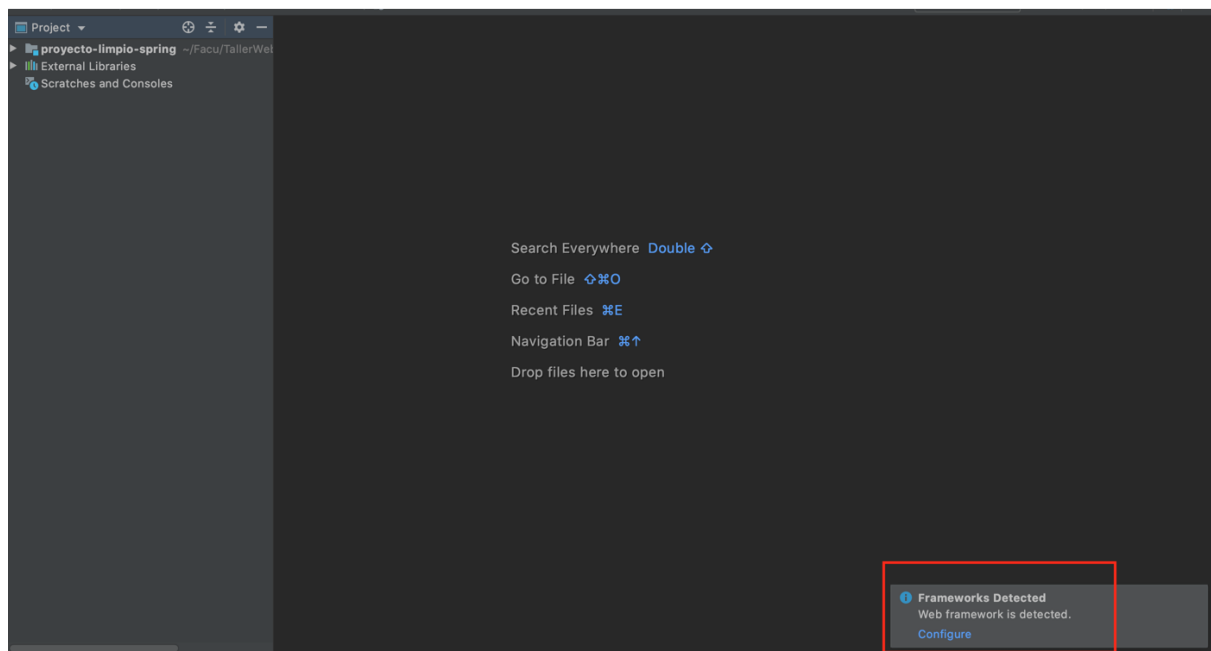 Project
proyecto-limpio-spring ~/Facu/TallerWeb
External Libraries
Scratches and Consoles
Search Everywhere Double ⇧
Go to File ⇧⌘O
Recent Files ⌘E
Navigation Bar ⌘↑
Drop files here to open
Frameworks Detected
Web framework is detected.
Configure